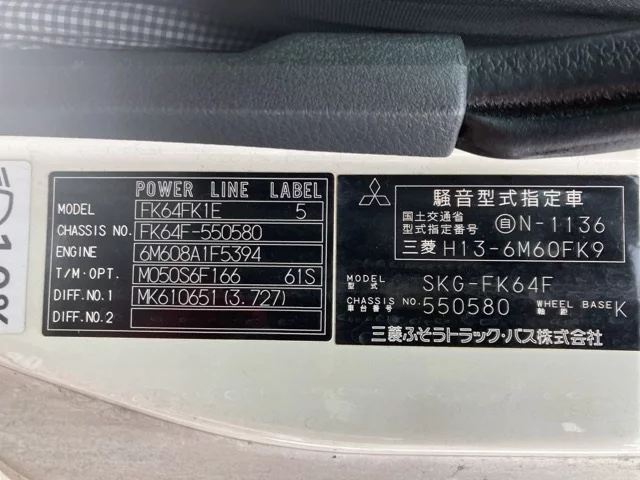 POWER LINE LABEL
MODEL FK64FK1E 5
CHASSIS NO. FK64F-550580
ENGINE 6M608A1F5394
T/M·OPT. M050S6F166 61S
DIFF.NO.1 MK610651(3.727)
DIFF.NO.2
騒音型式指定車
国土交通省
型式指定番号 自N-1136
三菱 H13-6M60FK9
MODEL
型式 SKG-FK64F
CHASSIS NO. 550580 WHEEL BASE K
車台番号 軸距
三菱ふそうトラック・バス株式会社